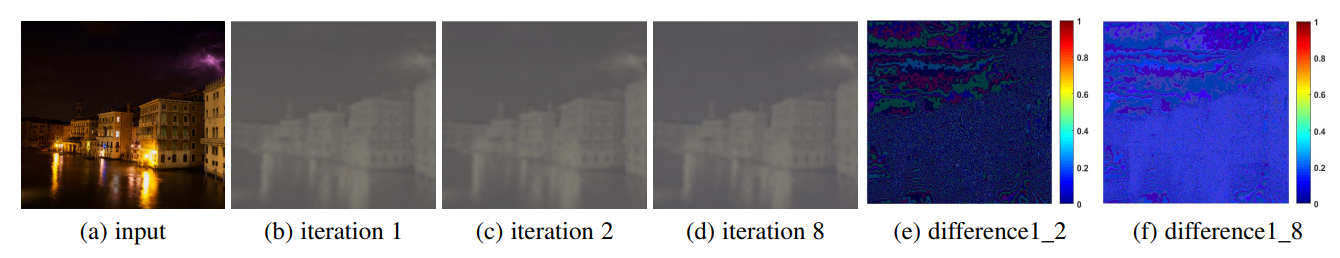 1
0.8
0.6
0.4
0.2
0
1
0.8
0.6
0.4
0.2
0
(a) input
(b) iteration 1
(c) iteration 2
(d) iteration 8
(e) difference1_2
(f) difference1_8